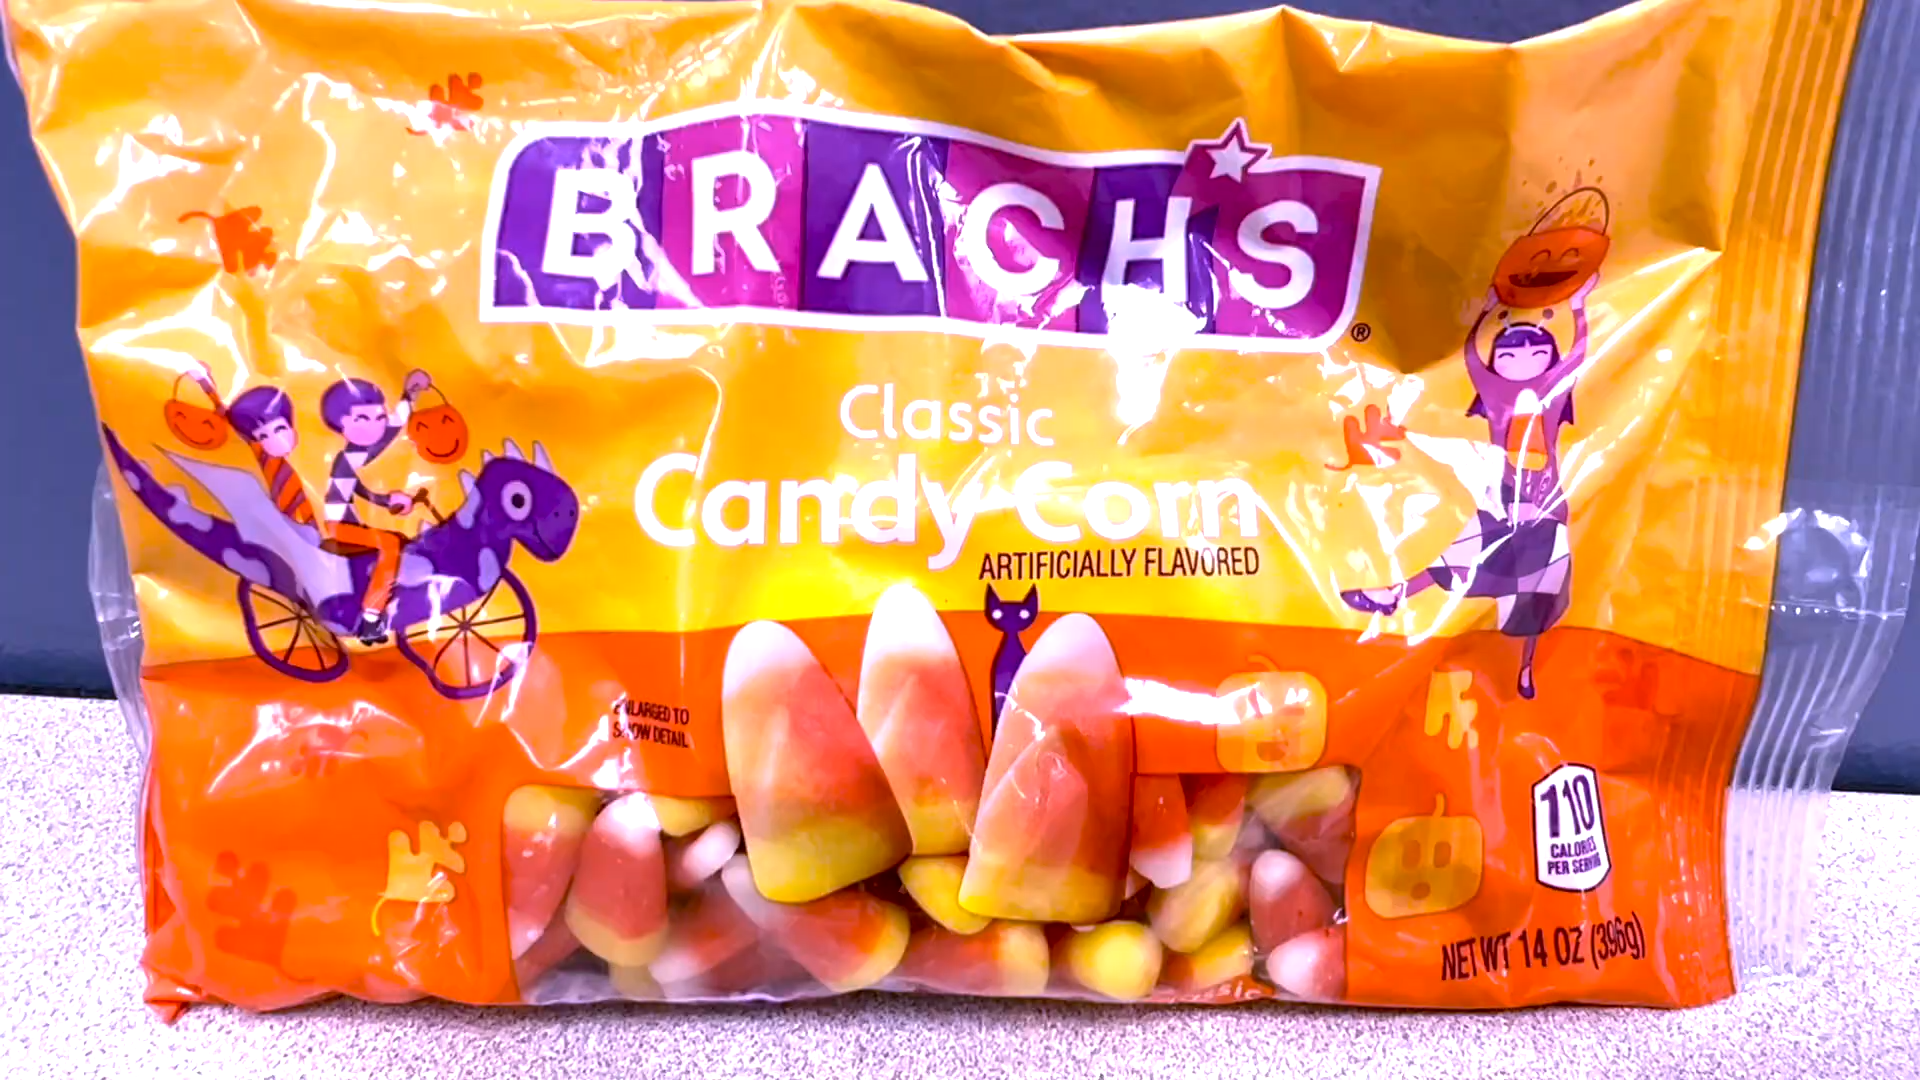 BRACH'S®
Classic
Candy Corn
ARTIFICIALLY FLAVORED
ENLARGED TO
SHOW DETAIL
110
CALORIES
PER SERVING
NET WT 14 OZ (396g)